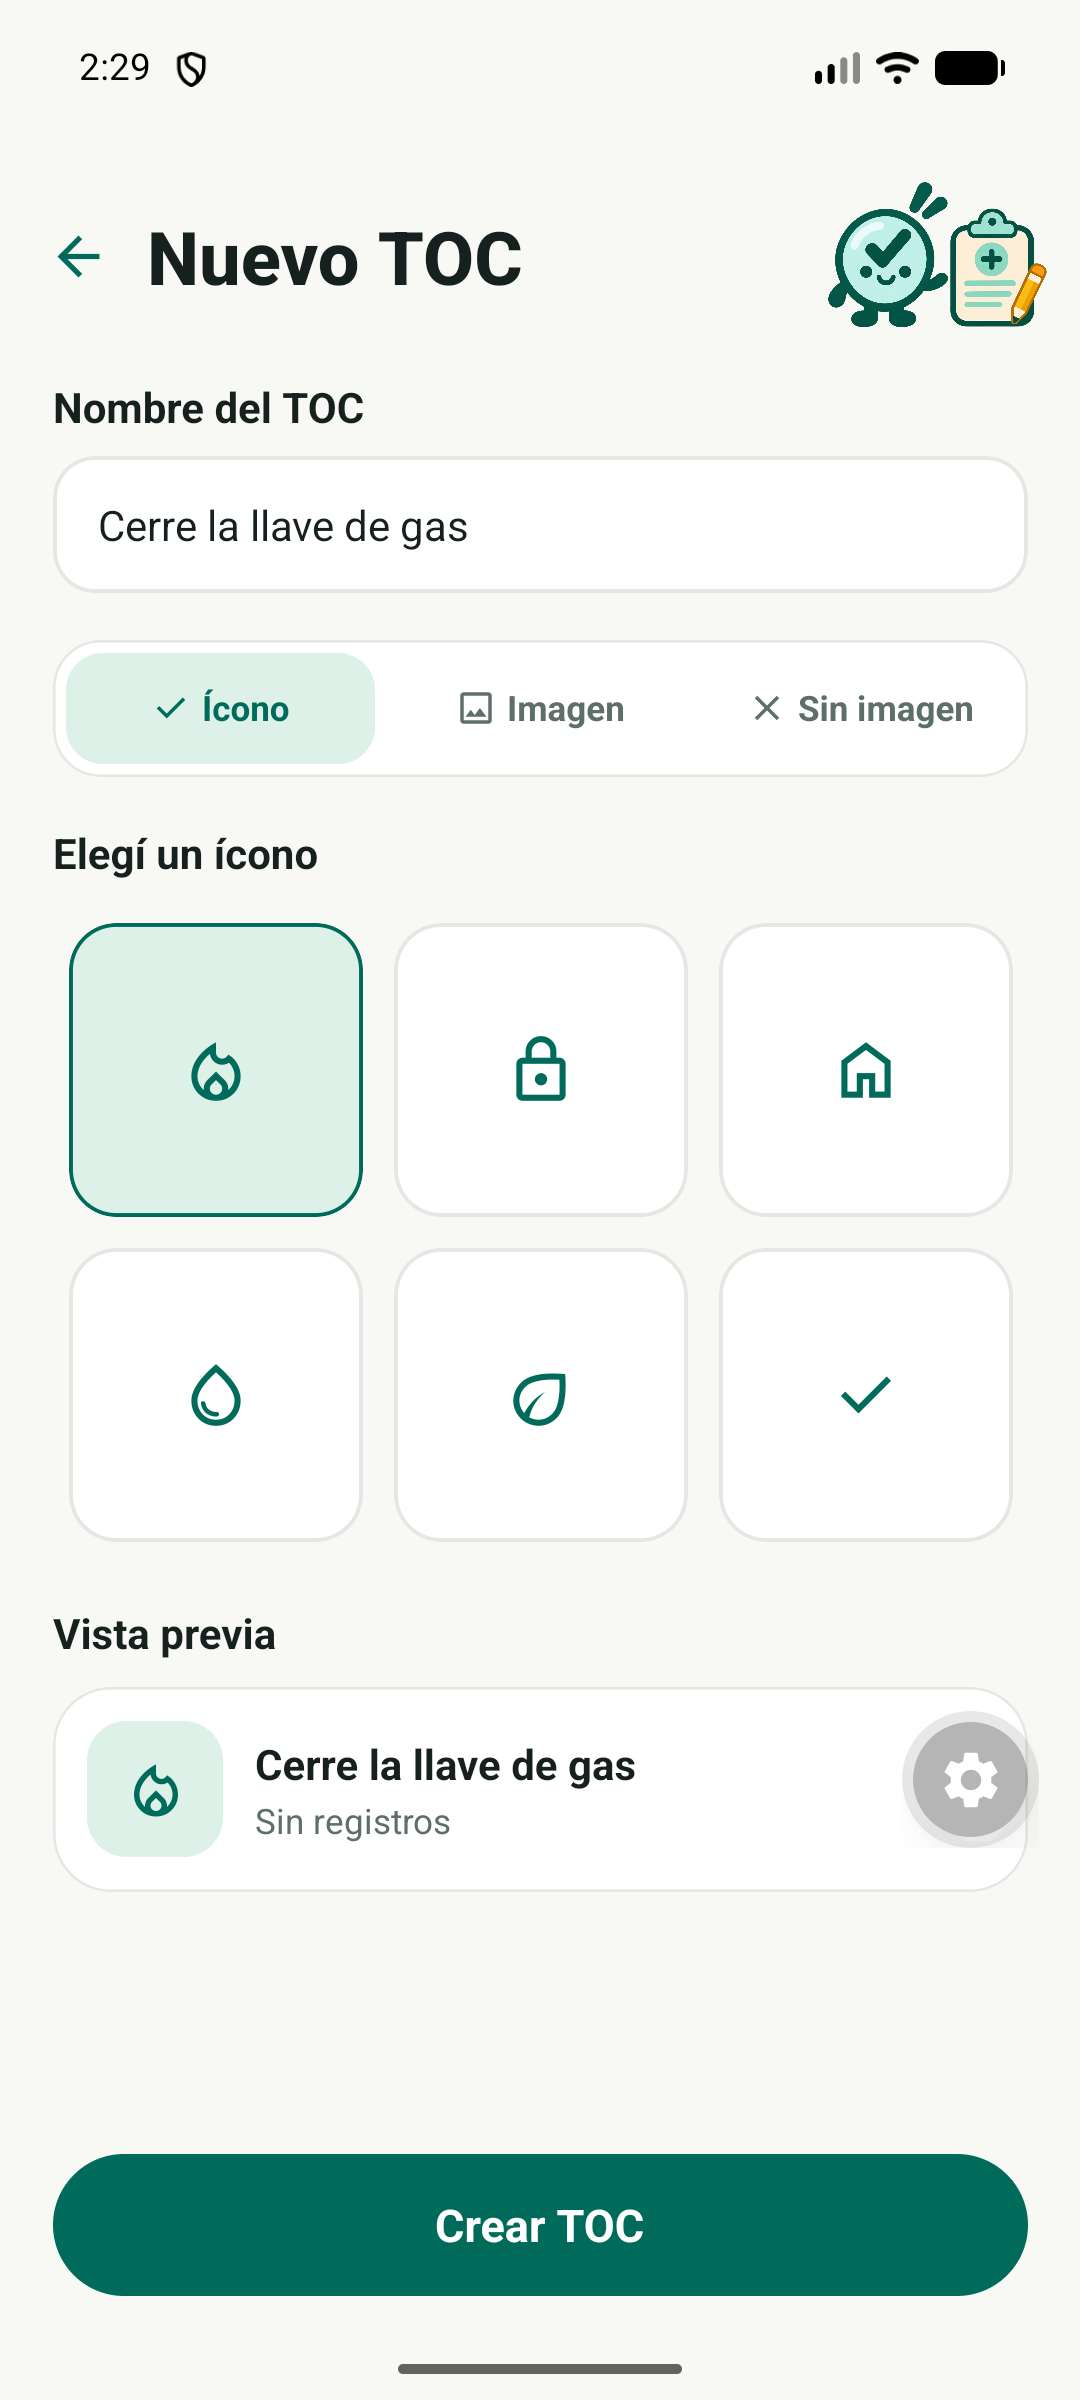 2:29
Nuevo TOC
Nombre del TOC
Cerre la llave de gas
Ícono
Imagen
Sin imagen
Elegí un ícono
Vista previa
Cerre la llave de gas
Sin registros
Crear TOC